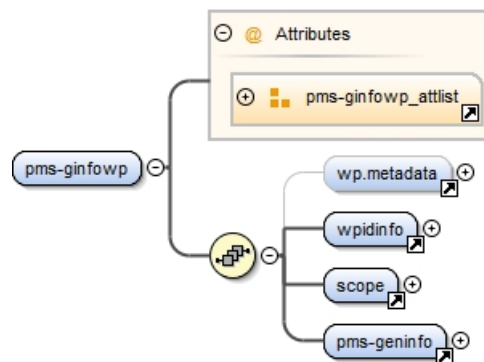 @ Attributes
pms-ginfowp_attlist
pms-ginfowp
wp.metadata
wpidinfo
scope
pms-geninfo